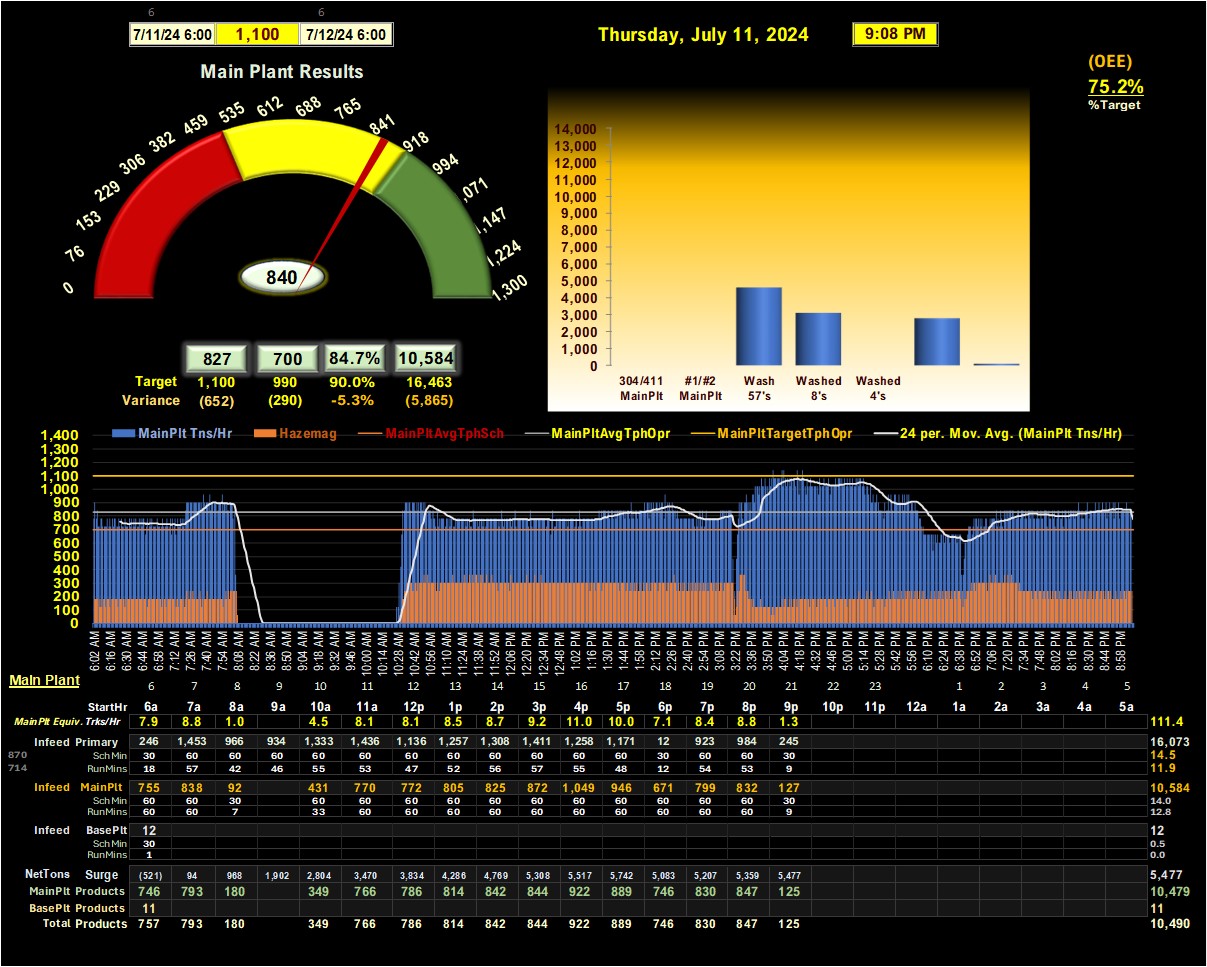 6 6
7/11/24 6:00 1,100 7/12/24 6:00 Thursday, July 11, 2024 9:08 PM
(OEE)
75.2%
%Target
Main Plant Results
0 76 153 229 306 382 459 535 612 688 765 841 918 994 ,071 ,147 ,224 1,300
840
827 700 84.7% 10,584
Target 1,100 990 90.0% 16,463
Variance (652) (290) -5.3% (5,865)
14,000
13,000
12,000
11,000
10,000
9,000
8,000
7,000
6,000
5,000
4,000
3,000
2,000
1,000
0
304/411 #1/#2 Wash Washed Washed
MainPlt MainPlt 57's 8's 4's
MainPlt Tns/Hr Hazemag MainPltAvgTphSch MainPltAvgTphOpr MainPltTargetTphOpr 24 per. Mov. Avg. (MainPlt Tns/Hr)
1,400
1,300
1,200
1,100
1,000
900
800
700
600
500
400
300
200
100
0
6:02 AM 6:16 AM 6:30 AM 6:44 AM 6:58 AM 7:12 AM 7:26 AM 7:40 AM 7:54 AM 8:08 AM 8:22 AM 8:36 AM 8:50 AM 9:04 AM 9:18 AM 9:32 AM 9:46 AM 10:00 AM 10:14 AM 10:28 AM 10:42 AM 10:56 AM 11:10 AM 11:24 AM 11:38 AM 11:52 AM 12:06 PM 12:20 PM 12:34 PM 12:48 PM 1:02 PM 1:16 PM 1:30 PM 1:44 PM 1:58 PM 2:12 PM 2:26 PM 2:40 PM 2:54 PM 3:08 PM 3:22 PM 3:36 PM 3:50 PM 4:04 PM 4:18 PM 4:32 PM 4:46 PM 5:00 PM 5:14 PM 5:28 PM 5:42 PM 5:56 PM 6:10 PM 6:24 PM 6:38 PM 6:52 PM 7:06 PM 7:20 PM 7:34 PM 7:48 PM 8:02 PM 8:16 PM 8:30 PM 8:44 PM 8:58 PM
Main Plant 6 7 8 9 10 11 12 13 14 15 16 17 18 19 20 21 22 23 1 2 3 4 5
StartHr 6a 7a 8a 9a 10a 11a 12p 1p 2p 3p 4p 5p 6p 7p 8p 9p 10p 11p 12a 1a 2a 3a 4a 5a
MainPlt Equiv. Trks/Hr 7.9 8.8 1.0 4.5 8.1 8.1 8.5 8.7 9.2 11.0 10.0 7.1 8.4 8.8 1.3 111.4
Infeed Primary 246 1,453 966 934 1,333 1,436 1,136 1,257 1,308 1,411 1,258 1,171 12 923 984 245 16,073
870 SchMin 30 60 60 60 60 60 60 60 60 60 60 60 30 60 60 30 14.5
714 RunMins 18 57 42 46 55 53 47 52 56 57 55 48 12 54 53 9 11.9
Infeed MainPlt 755 838 92 431 770 772 805 825 872 1,049 946 671 799 832 127 10,584
SchMin 60 60 30 60 60 60 60 60 60 60 60 60 60 60 30 14.0
RunMins 60 60 7 33 60 60 60 60 60 60 60 60 60 60 9 12.8
Infeed BasePlt 12 12
SchMin 30 0.5
RunMins 1 0.0
NetTons Surge (521) 94 968 1,902 2,804 3,470 3,834 4,286 4,769 5,308 5,517 5,742 5,083 5,207 5,359 5,477 5,477
MainPlt Products 746 793 180 349 766 786 814 842 844 922 889 746 830 847 125 10,479
BasePlt Products 11 11
Total Products 757 793 180 349 766 786 814 842 844 922 889 746 830 847 125 10,490